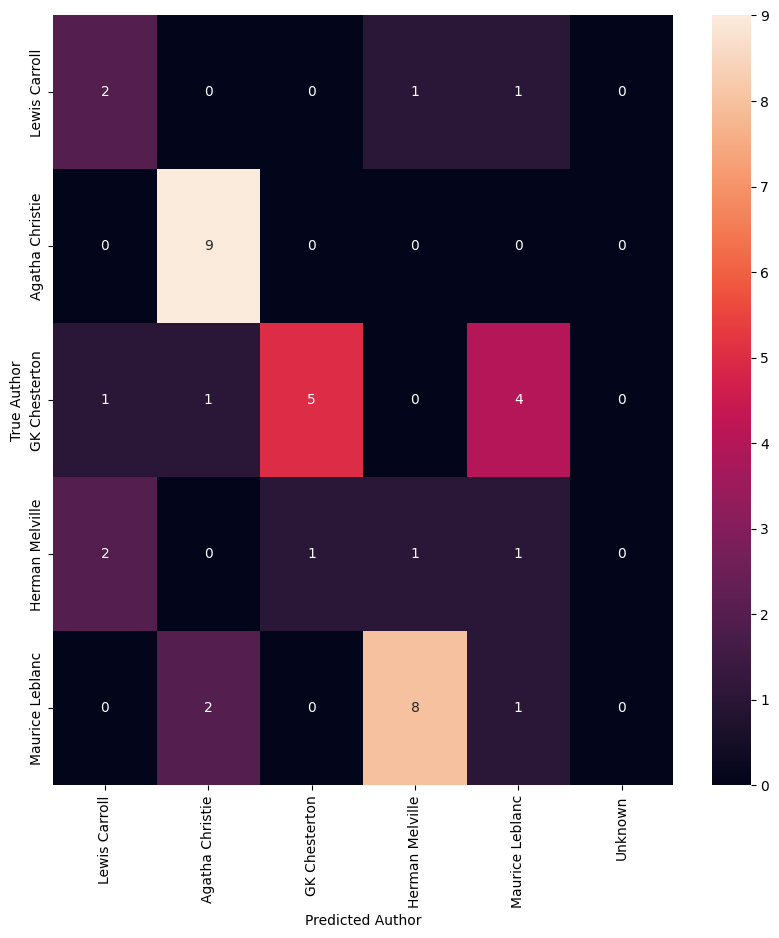 True Author
Lewis Carroll
2 0 0 1 1 0
Agatha Christie
0 9 0 0 0 0
GK Chesterton
1 1 5 0 4 0
Herman Melville
2 0 1 1 1 0
Maurice Leblanc
0 2 0 8 1 0
Lewis Carroll
Agatha Christie
GK Chesterton
Herman Melville
Maurice Leblanc
Unknown
Predicted Author
9
8
7
6
5
4
3
2
1
0